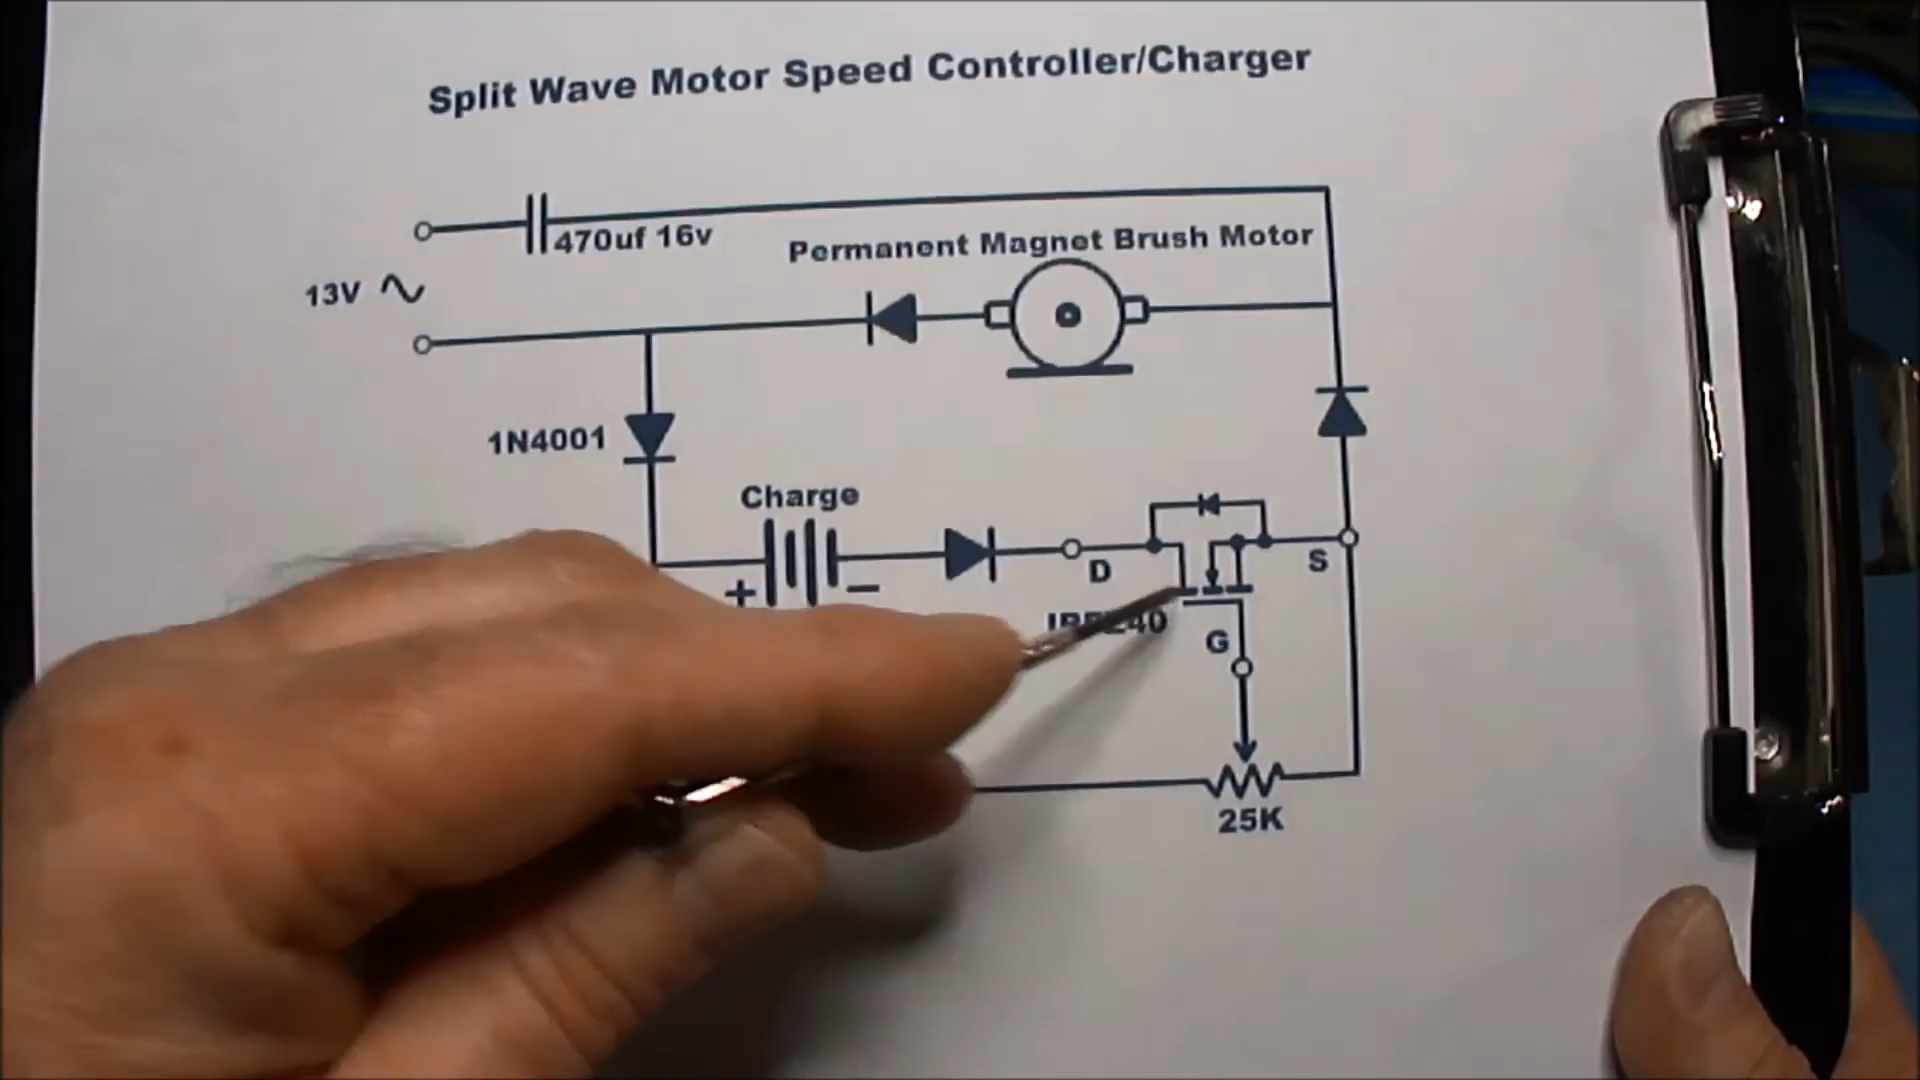 Split Wave Motor Speed Controller/Charger
470uf 16v
Permanent Magnet Brush Motor
13V
1N4001
Charge
+
−
D
S
G
25K